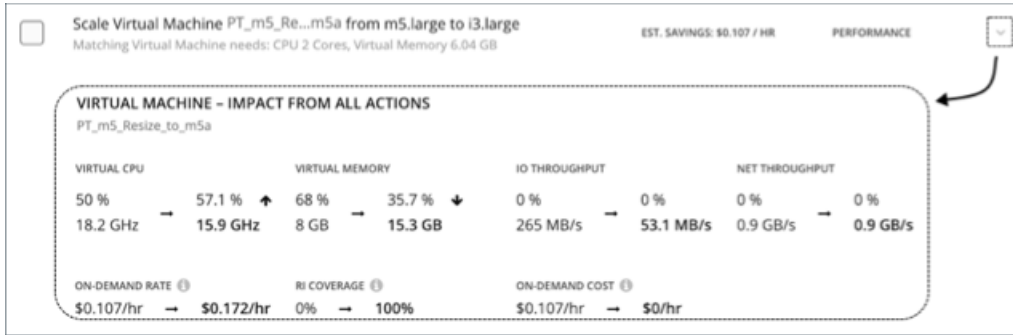 Scale Virtual Machine PT_m5_Re...m5a from m5.large to i3.large
EST. SAVINGS: $0.107 / HR
PERFORMANCE
Matching Virtual Machine needs: CPU 2 Cores, Virtual Memory 6.04 GB
VIRTUAL MACHINE – IMPACT FROM ALL ACTIONS
PT_m5_Resize_to_m5a
VIRTUAL CPU VIRTUAL MEMORY IO THROUGHPUT NET THROUGHPUT
50 % 57.1 % ↑ 68 % 35.7 % ↓ 0 % 0 % 0 % 0 %
18.2 GHz → 15.9 GHz 8 GB → 15.3 GB 265 MB/s → 53.1 MB/s 0.9 GB/s → 0.9 GB/s
ON-DEMAND RATE RI COVERAGE ON-DEMAND COST
$0.107/hr → $0.172/hr 0% → 100% $0.107/hr → $0/hr